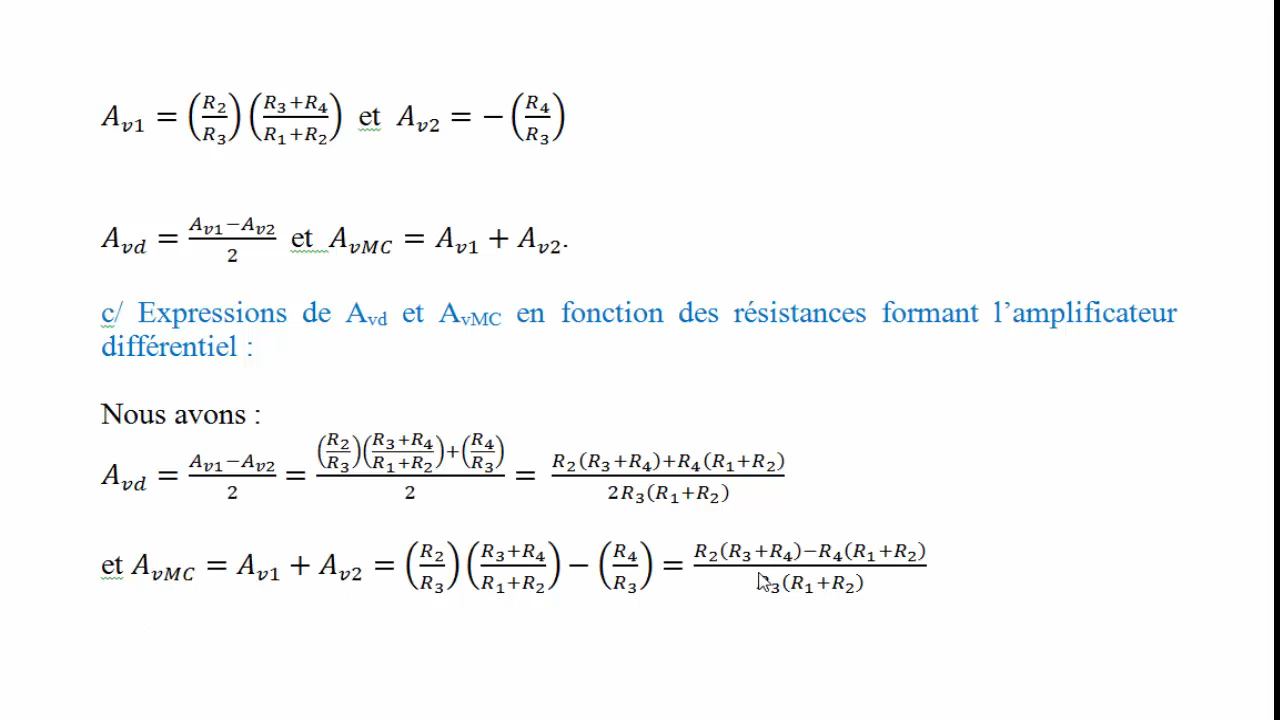 A_{v1} = (R_2/R_3) ((R_3+R_4)/(R_1+R_2)) et A_{v2} = −(R_4/R_3)
A_{vd} = (A_{v1}−A_{v2})/2 et A_{vMC} = A_{v1} + A_{v2}.
c/ Expressions de A_{vd} et A_{vMC} en fonction des résistances formant l’amplificateur
différentiel :
Nous avons :
A_{vd} = (A_{v1}−A_{v2})/2 = ((R_2/R_3)((R_3+R_4)/(R_1+R_2))+(R_4/R_3))/2 = (R_2(R_3+R_4)+R_4(R_1+R_2))/(2R_3(R_1+R_2))
et A_{vMC} = A_{v1} + A_{v2} = (R_2/R_3) ((R_3+R_4)/(R_1+R_2)) − (R_4/R_3) = (R_2(R_3+R_4)−R_4(R_1+R_2))/(R_3(R_1+R_2))